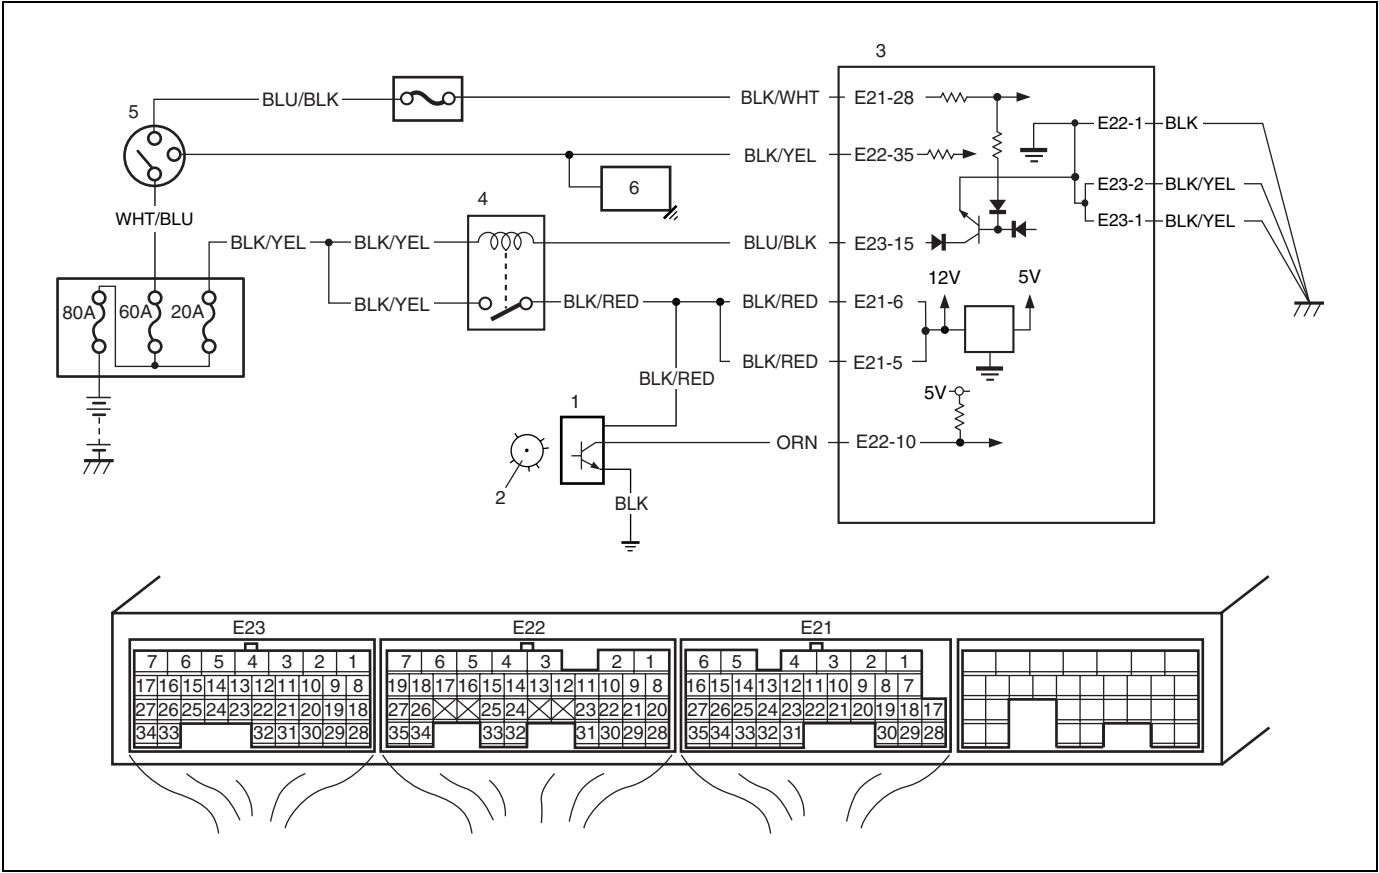 3
5
BLU/BLK
BLK/WHT E21-28
E22-1 BLK
BLK/YEL E22-35
6
E23-2 BLK/YEL
4
WHT/BLU
E23-1 BLK/YEL
BLK/YEL BLK/YEL BLU/BLK E23-15
12V 5V
80A 60A 20A
BLK/YEL BLK/RED BLK/RED E21-6
BLK/RED E21-5
BLK/RED
5V
1
ORN E22-10
2
BLK
E23 E22 E21
7 6 5 4 3 2 1
17 16 15 14 13 12 11 10 9 8
27 26 25 24 23 22 21 20 19 18
34 33 32 31 30 29 28
7 6 5 4 3 2 1
19 18 17 16 15 14 13 12 11 10 9 8
27 26 25 24 23 22 21 20
35 34 33 32 31 30 29 28
6 5 4 3 2 1
16 15 14 13 12 11 10 9 8 7
27 26 25 24 23 22 21 20 19 18 17
35 34 33 32 31 30 29 28